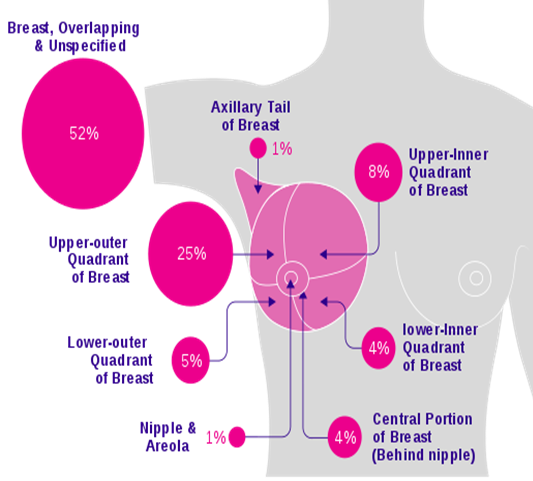 Breast, Overlapping
& Unspecified
52%
Axillary Tail
of Breast
1%
8%
Upper-Inner
Quadrant
of Breast
Upper-outer
Quadrant
of Breast
25%
Lower-outer
Quadrant
of Breast
5%
4%
lower-Inner
Quadrant
of Breast
Nipple &
Areola
1%
4%
Central Portion
of Breast
(Behind nipple)